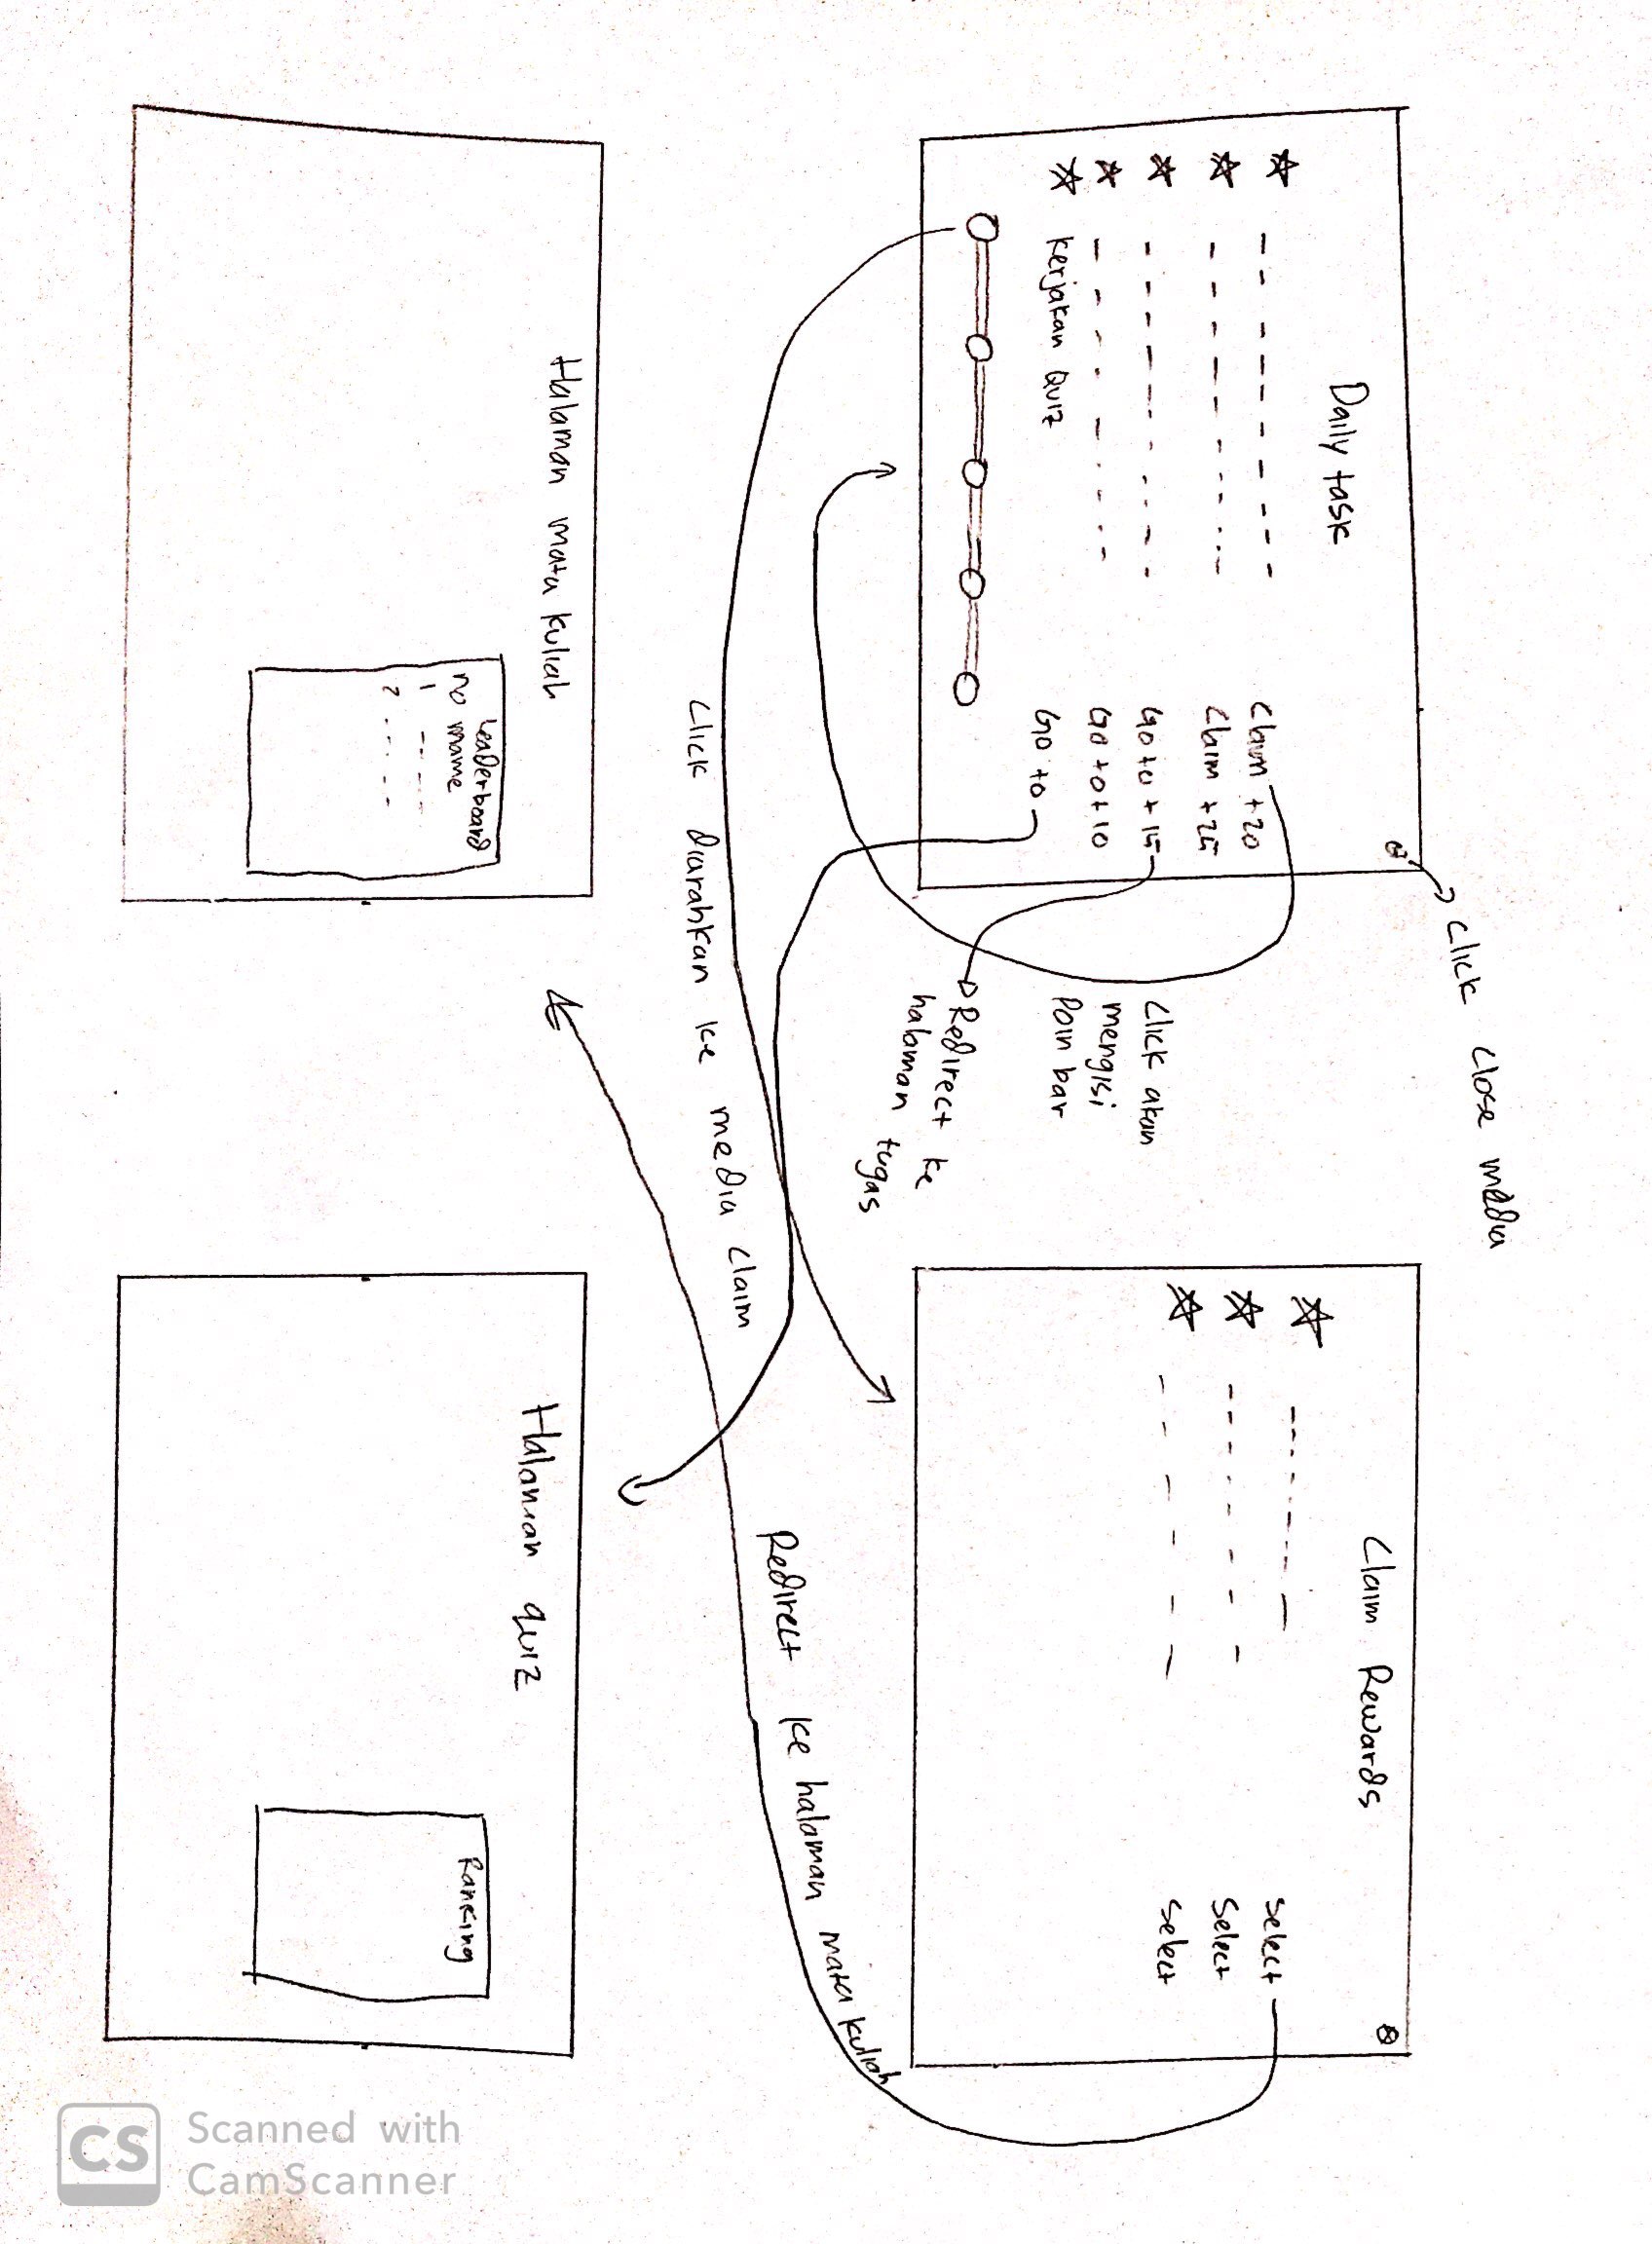 Click close media
Daily task
Claim +20
Claim +25
Go to +15
Go to +10
Kerjakan Quiz
Go to
Click akan
mengisi
Poin bar
Redirect ke
halaman tugas
Claim Rewards
Select
Select
Select
Click diarahkan ke media claim
Redirect ke halaman mata kuliah
Halaman mata kuliah
Leaderboard
no mame
1
2
Halaman quiz
Ranking
CS
Scanned with
CamScanner